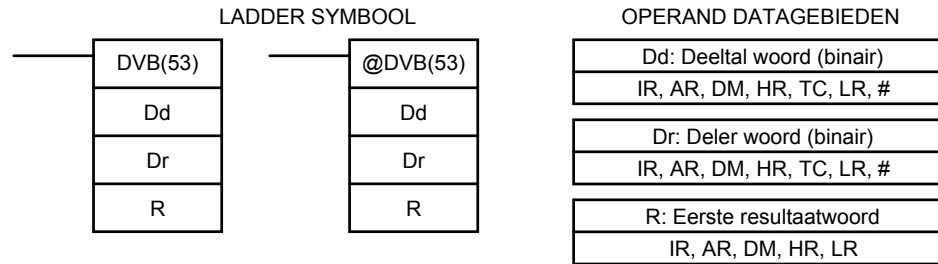 LADDER SYMBOOL
OPERAND DATAGEBIEDEN
DVB(53)
Dd
Dr
R
@DVB(53)
Dd
Dr
R
Dd: Deeltal woord (binair)
IR, AR, DM, HR, TC, LR, #
Dr: Deler woord (binair)
IR, AR, DM, HR, TC, LR, #
R: Eerste resultaatwoord
IR, AR, DM, HR, LR